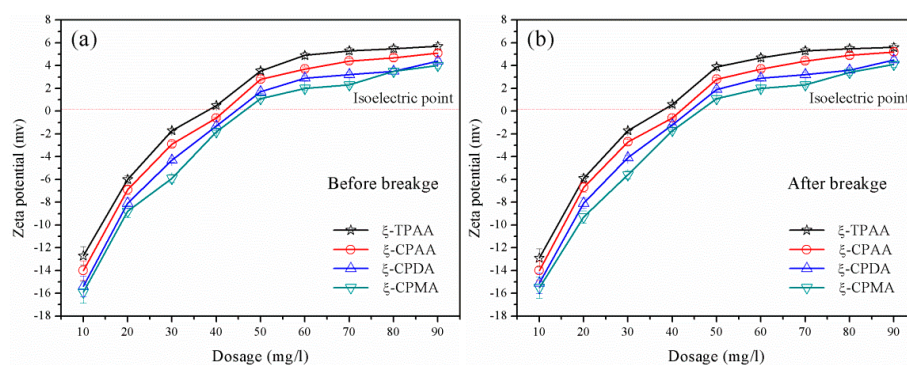 (a)
8
6
4
2
0
-2
-4
-6
-8
-10
-12
-14
-16
-18
Zeta potential (mv)
Isoelectric point
Before breakge
ξ-TPAA
ξ-CPAA
ξ-CPDA
ξ-CPMA
10 20 30 40 50 60 70 80 90
Dosage (mg/l)
(b)
8
6
4
2
0
-2
-4
-6
-8
-10
-12
-14
-16
-18
Zeta potential (mv)
Isoelectric point
After breakge
ξ-TPAA
ξ-CPAA
ξ-CPDA
ξ-CPMA
10 20 30 40 50 60 70 80 90
Dosage (mg/l)